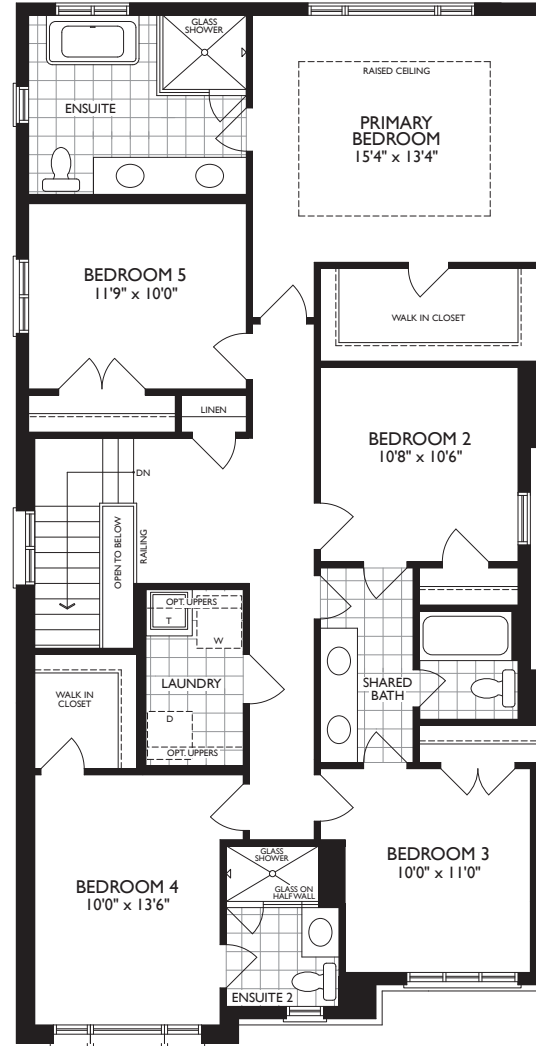 GLASS
SHOWER
ENSUITE
RAISED CEILING
PRIMARY
BEDROOM
15'4" x 13'4"
BEDROOM 5
11'9" x 10'0"
WALK IN CLOSET
LINEN
BEDROOM 2
10'8" x 10'6"
DN
OPEN TO BELOW
RAILING
OPT. UPPERS
T
W
LAUNDRY
D
OPT. UPPERS
SHARED
BATH
WALK IN
CLOSET
BEDROOM 4
10'0" x 13'6"
GLASS
SHOWER
GLASS ON
HALF WALL
ENSUITE 2
BEDROOM 3
10'0" x 11'0"